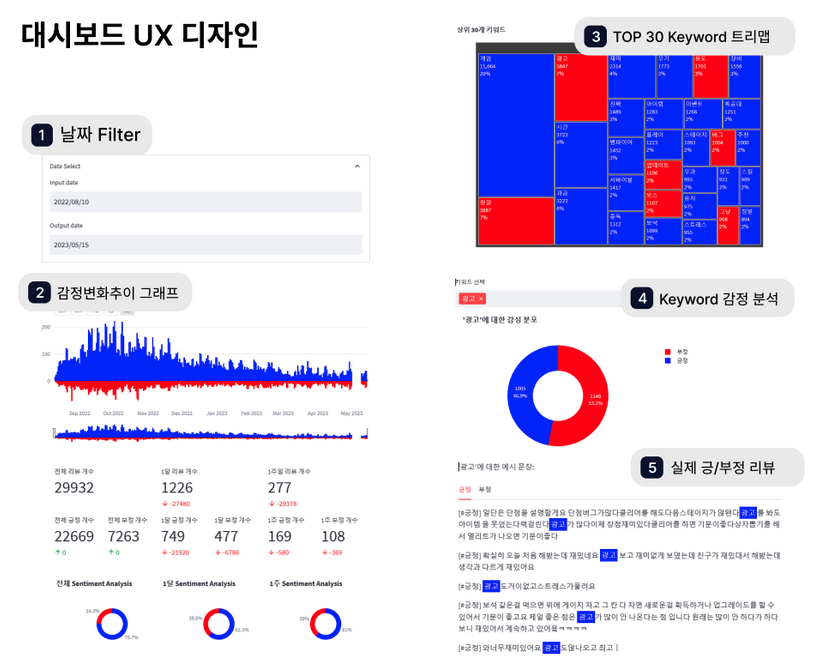 대시보드 UX 디자인
1 날짜 Filter
Date Select
Input date
2022/08/10
Output date
2023/05/15
2 감정변화추이 그래프
200
100
0
Sep 2022 Oct 2022 Nov 2022 Dec 2022 Jan 2023 Feb 2023 Mar 2023 Apr 2023 May 2023
전체 리뷰 개수 1달 리뷰 개수 1주일 리뷰 개수
29932 1226 277
↓ -27480 ↓ -29378
전체 긍정 개수 전체 부정 개수 1달 긍정 개수 1달 부정 개수 1주 긍정 개수 1주 부정 개수
22669 7263 749 477 169 108
↑ 0 ↑ 0 ↓ -21920 ↓ -6786 ↓ -580 ↓ -369
전체 Sentiment Analysis 1달 Sentiment Analysis 1주 Sentiment Analysis
24.3% 75.7% 38.9% 61.1% 39% 61%
상위 30개 키워드
3 TOP 30 Keyword 트리맵
게임
11,664
20%
현질
3887
7%
광고
3847
7%
시간
3723
6%
과금
3223
6%
재미
2314
4%
무기
1773
3%
유도
1701
3%
장비
1556
3%
진짜
1489
3%
뱀파이어
1452
3%
서바이벌
1417
2%
중독
1312
2%
아이템
1283
2%
이벤트
1266
2%
특공대
1251
2%
플레이
1223
2%
업데이트
1196
2%
보스
1107
2%
보석
1099
2%
스테이지
1093
2%
버그
1004
2%
추천
1000
2%
무과
993
2%
유저
975
2%
스트레스
955
2%
정도
931
2%
스킬
909
2%
그냥
908
2%
정말
894
2%
키워드 선택
광고 ×
4 Keyword 감정 분석
'광고'에 대한 감성 분포
부정
긍정
1005
46.9%
1140
53.1%
'광고'에 대한 예시 문장:
5 실제 긍/부정 리뷰
긍정 부정
[#긍정] 일단은 단점을 설명할게요 단점버그가많다클리어를 해도다음스테이지가 않됀다 광고 를 봐도
아이템 을 못얻는다랙걸린다 광고 가 많다이제 장점재미있다클리어를 하면 기분이좋다상자뽑기를 해
서 엘리트가 나오면 기분이좋다
[#긍정] 확실히 오늘 처음 해봤는데 재밌네요 광고 보고 재미없게 보였는데 친구가 재밌대서 해봤는데
생각과 다르게 재밌어요
[#긍정] 광고 도거이없고스트레스가풀려요
[#긍정] 보석 같은걸 먹으면 위에 게이지 차고 그 칸 다 차면 새로운걸 획득하거나 업그레이드를 할 수
있어서 기분이 좋고요 제일 좋은 점은 광고 가 많이 안 나온다는 점 입니다 원래는 많이 안 하다가 하다
보니 재밌어서 계속하고 있어욬ㅋㅋㅋㅋ
[#긍정] 와너무재미있어요 광고 도않나오고 최고 |